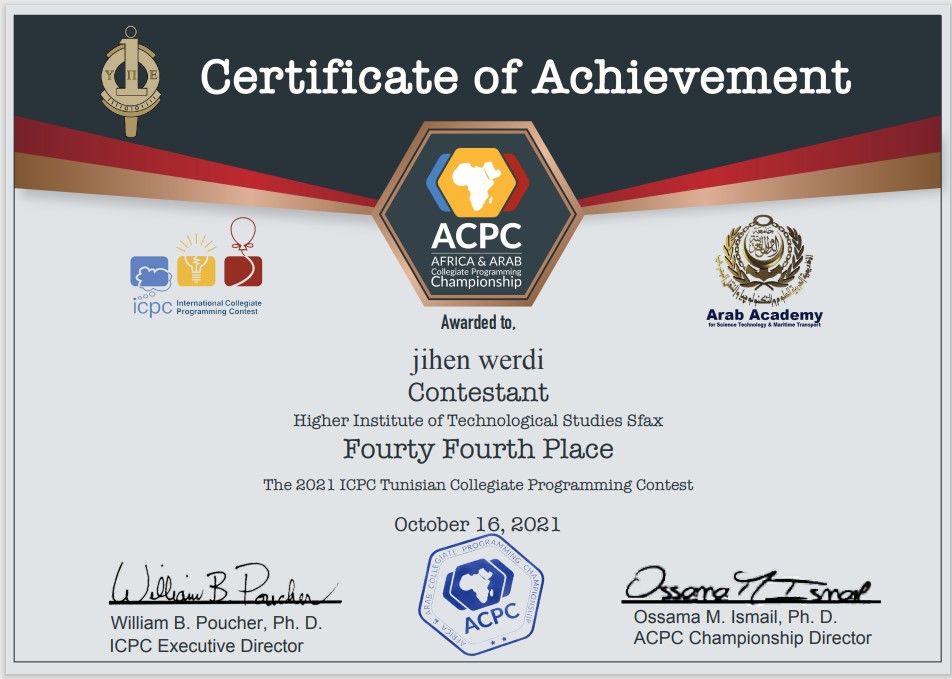 Υ Π Ε
Certificate of Achievement
ACPC
AFRICA & ARAB
Collegiate Programming
Championship
icpc International Collegiate
Programming Contest
Arab Academy
for Science Technology & Maritime Transport
Awarded to,
jihen werdi
Contestant
Higher Institute of Technological Studies Sfax
Fourty Fourth Place
The 2021 ICPC Tunisian Collegiate Programming Contest
October 16, 2021
AFRICA & ARAB COLLEGIATE PROGRAMMING CHAMPIONSHIP
ACPC
William B. Poucher
William B. Poucher, Ph. D.
ICPC Executive Director
Ossama M Ismail
Ossama M. Ismail, Ph. D.
ACPC Championship Director